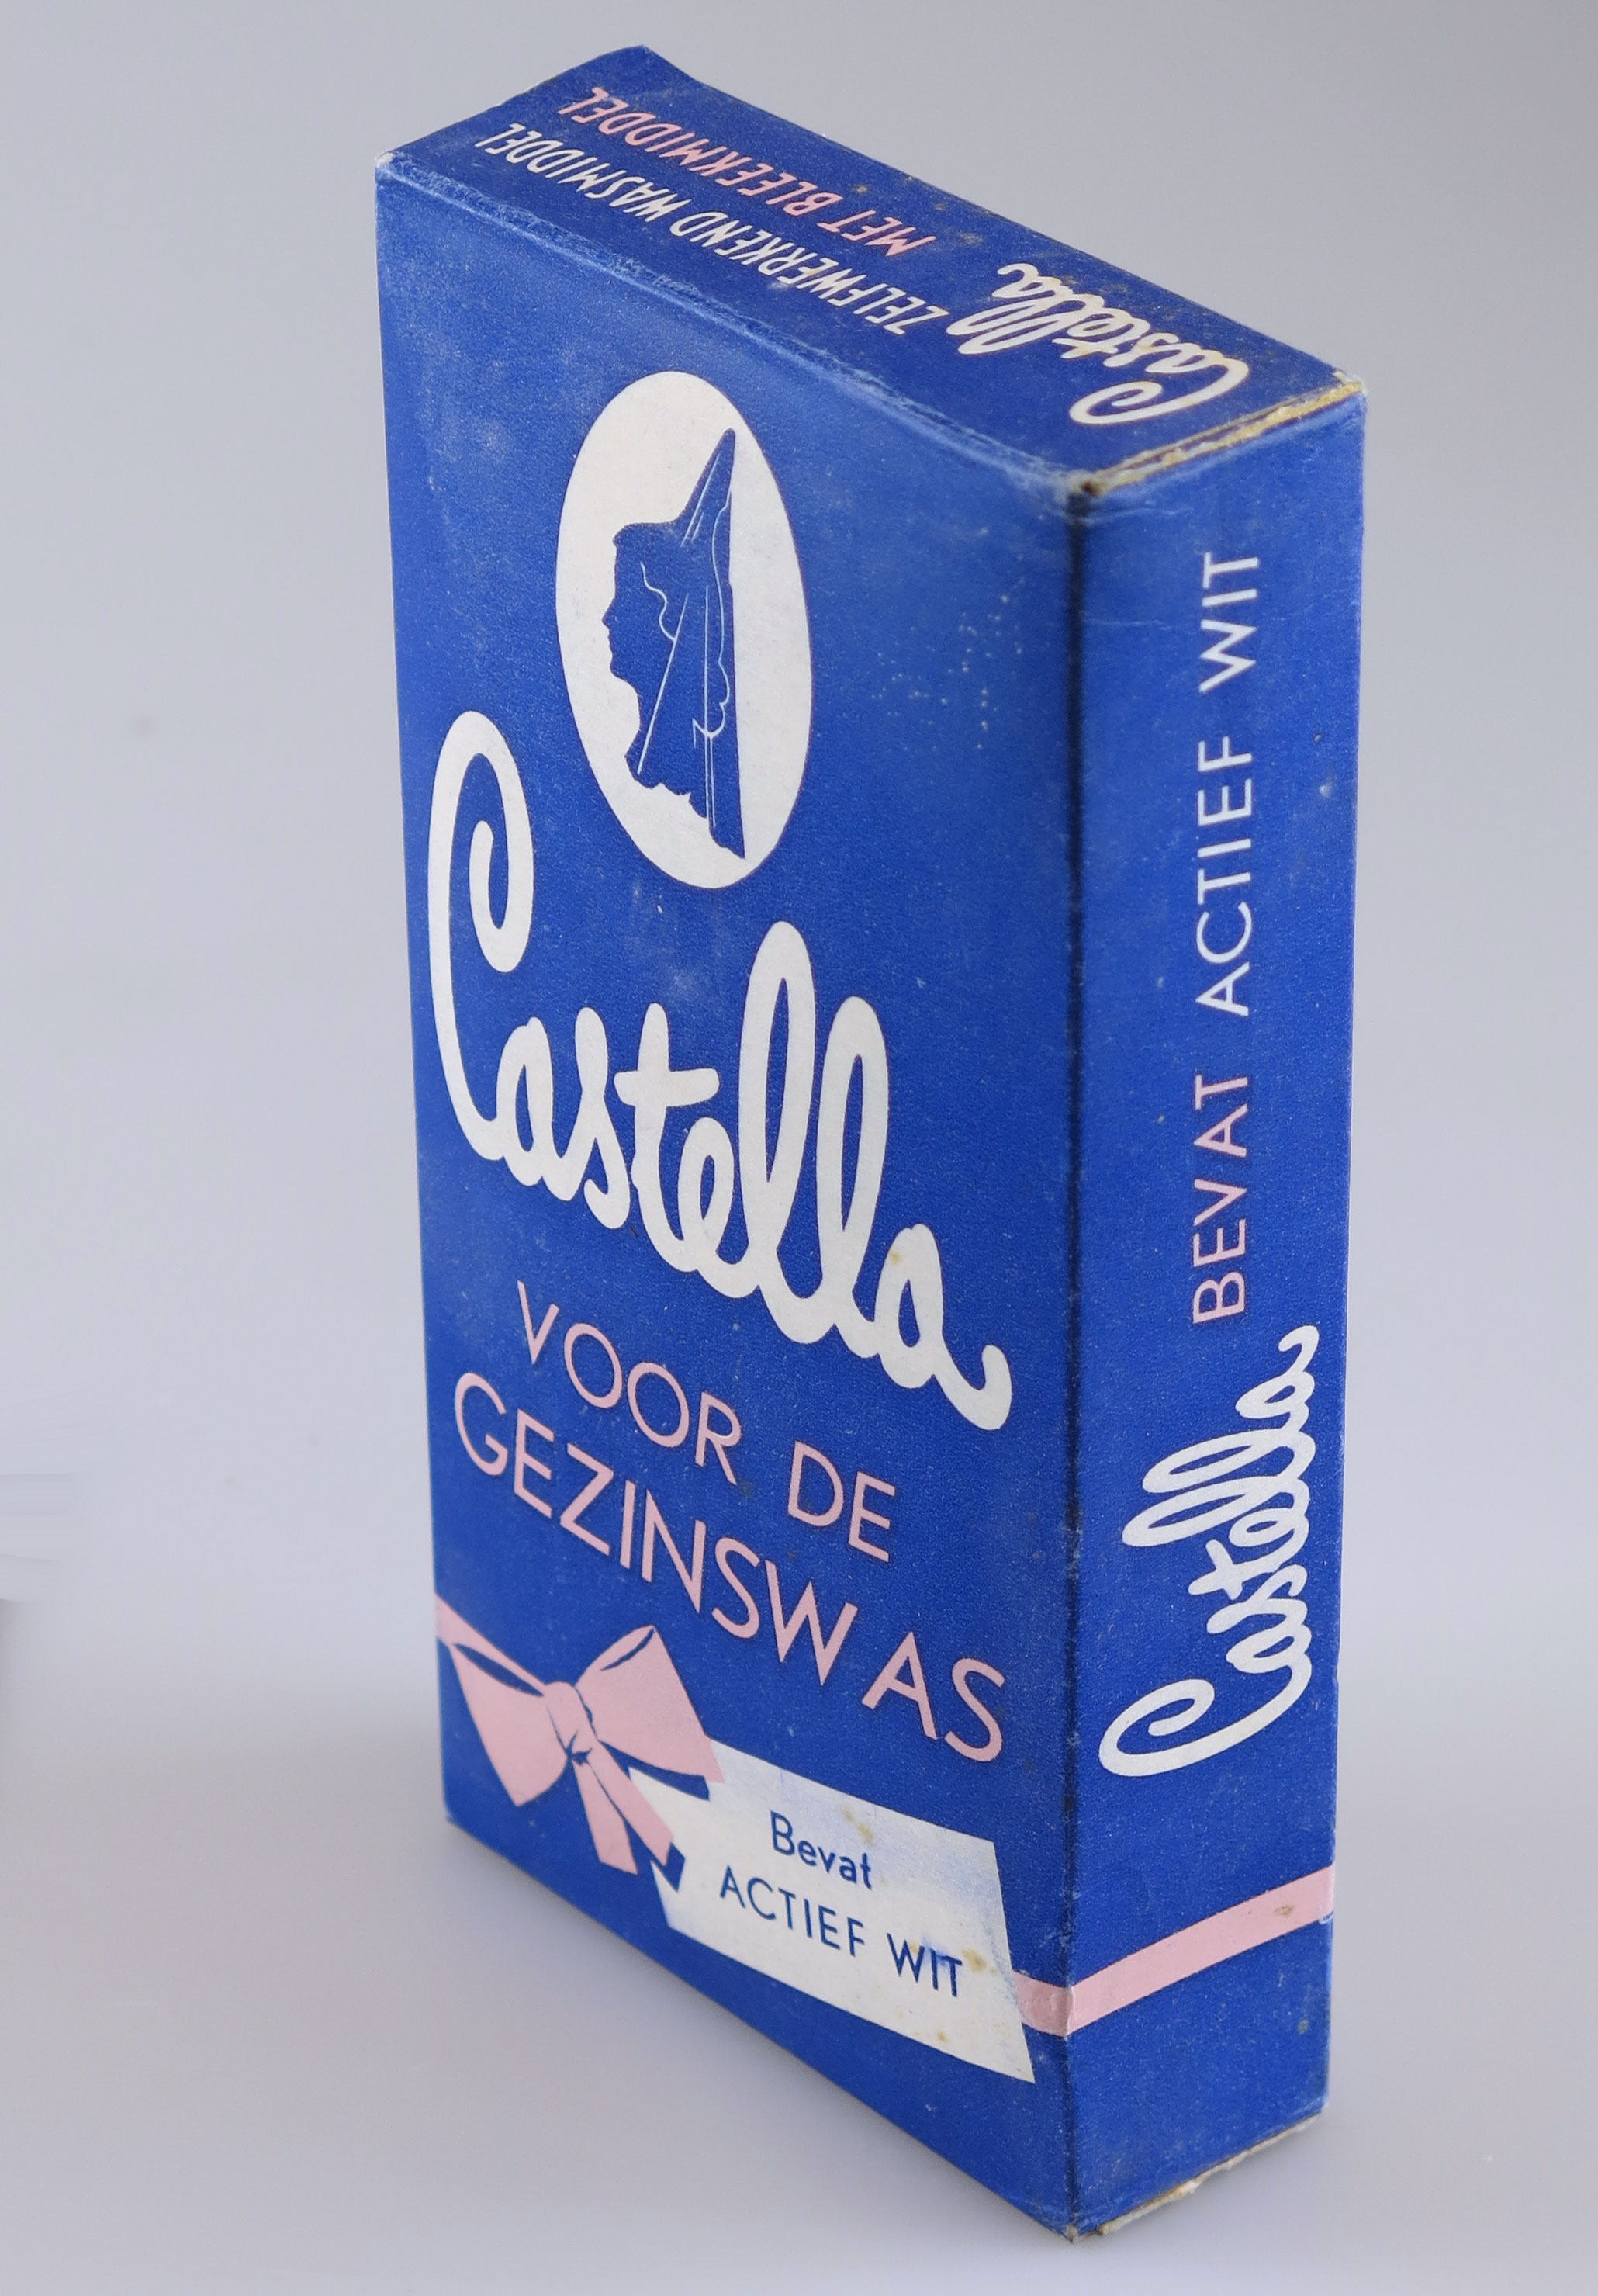 Castella
ZELFWERKEND WASMIDDEL
MET BLEEKMIDDEL
Castella
VOOR DE
GEZINSWAS
Bevat
ACTIEF WIT
Castella BEVAT ACTIEF WIT